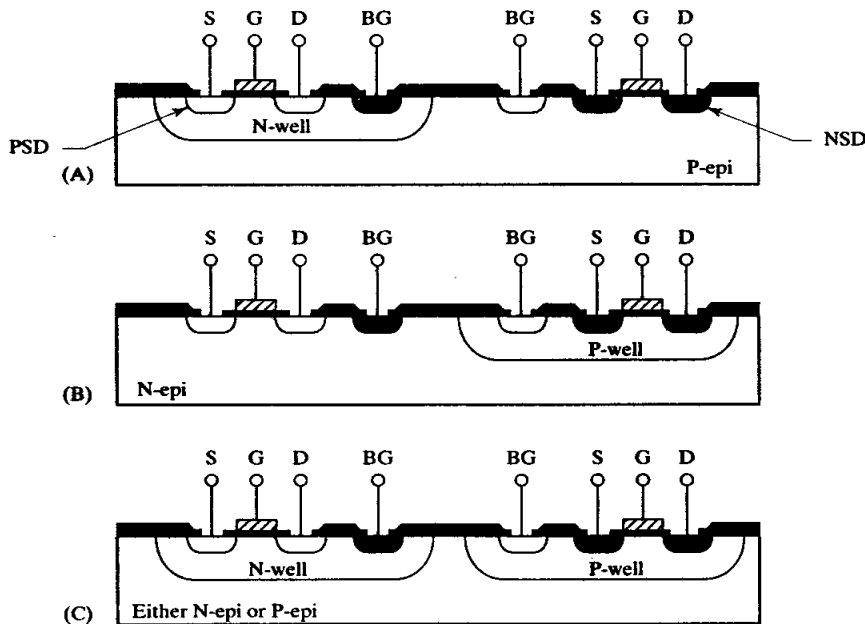 S G D BG BG S G D
N-well
PSD NSD
(A) P-epi
S G D BG BG S G D
P-well
N-epi
(B)
S G D BG BG S G D
N-well P-well
(C) Either N-epi or P-epi